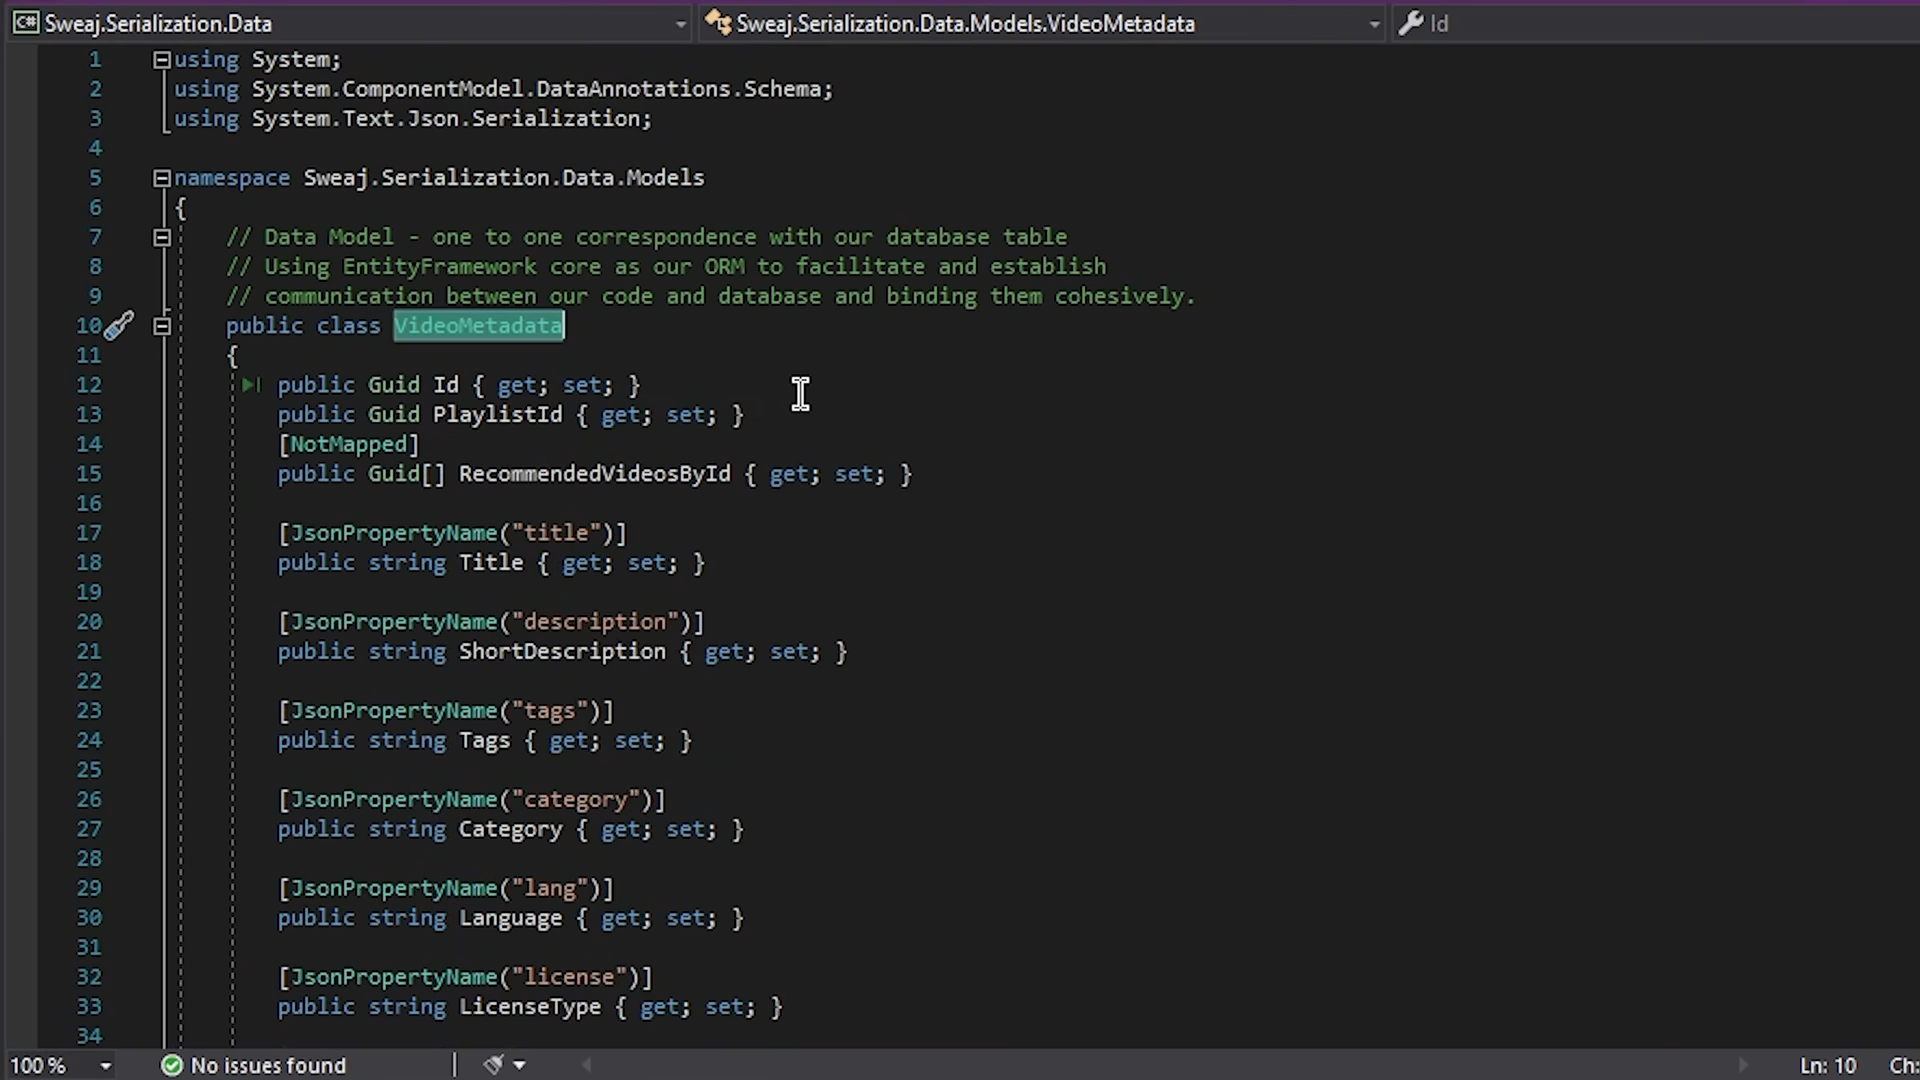 C# Sweaj.Serialization.Data Sweaj.Serialization.Data.Models.VideoMetadata Id
1 using System;
2 using System.ComponentModel.DataAnnotations.Schema;
3 using System.Text.Json.Serialization;
4
5 namespace Sweaj.Serialization.Data.Models
6 {
7 // Data Model - one to one correspondence with our database table
8 // Using EntityFramework core as our ORM to facilitate and establish
9 // communication between our code and database and binding them cohesively.
10 public class VideoMetadata
11 {
12 public Guid Id { get; set; }
13 public Guid PlaylistId { get; set; }
14 [NotMapped]
15 public Guid[] RecommendedVideosById { get; set; }
16
17 [JsonPropertyName("title")]
18 public string Title { get; set; }
19
20 [JsonPropertyName("description")]
21 public string ShortDescription { get; set; }
22
23 [JsonPropertyName("tags")]
24 public string Tags { get; set; }
25
26 [JsonPropertyName("category")]
27 public string Category { get; set; }
28
29 [JsonPropertyName("lang")]
30 public string Language { get; set; }
31
32 [JsonPropertyName("license")]
33 public string LicenseType { get; set; }
34
100 % No issues found Ln: 10 Ch: